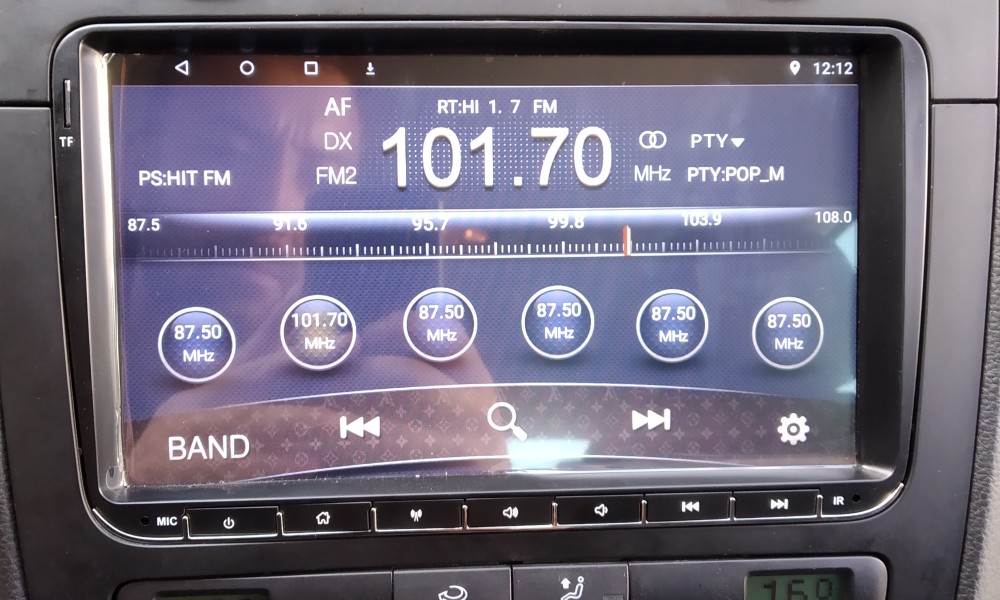 12:12
AF
RT:HI 1. 7 FM
DX
101.70
PTY
PS:HIT FM
FM2
MHz
PTY:POP_M
TF
87.5 91.6 95.7 99.8 103.9 108.0
87.50 MHz
101.70 MHz
87.50 MHz
87.50 MHz
87.50 MHz
87.50 MHz
BAND
MIC
IR